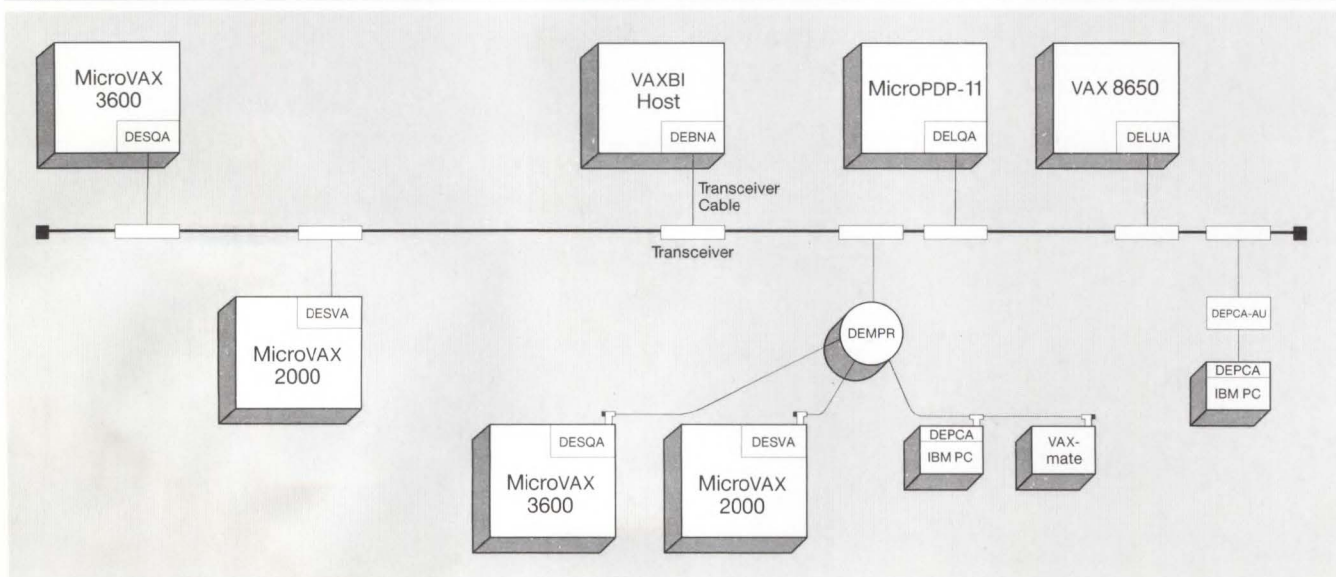 MicroVAX
3600
DESQA
VAXBI
Host
DEBNA
MicroPDP-11
DELQA
VAX 8650
DELUA
Transceiver
Cable
Transceiver
DESVA
MicroVAX
2000
DEMPR
DEPCA-AU
DEPCA
IBM PC
DESQA
MicroVAX
3600
DESVA
MicroVAX
2000
DEPCA
IBM PC
VAX-
mate